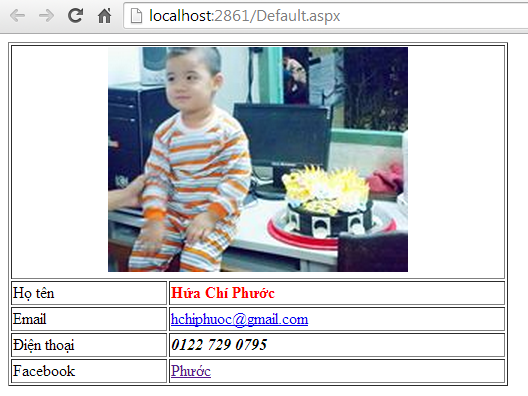 localhost:2861/Default.aspx
Họ tên Hứa Chí Phước
Email hchiphuoc@gmail.com
Điện thoại 0122 729 0795
Facebook Phước